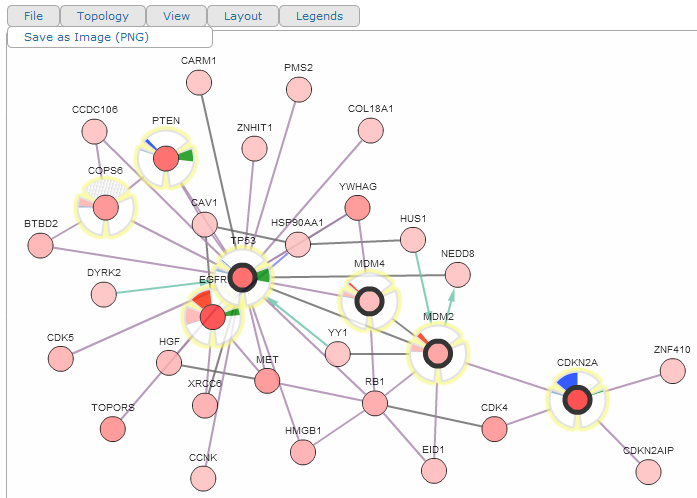 File Topology View Layout Legends
Save as Image (PNG)
CARM1
PMS2
CCDC106
PTEN
ZNHIT1
COL18A1
COPS6
YWHAG
CAV1
BTBD2
TP53
HSP90AA1
HUS1
NEDD8
DYRK2
EGFR
MDM4
MDM2
CDK5
HGF
YY1
MET
XRCC6
RB1
CDKN2A
ZNF410
TOPORS
CDK4
HMGB1
EID1
CCNK
CDKN2AIP